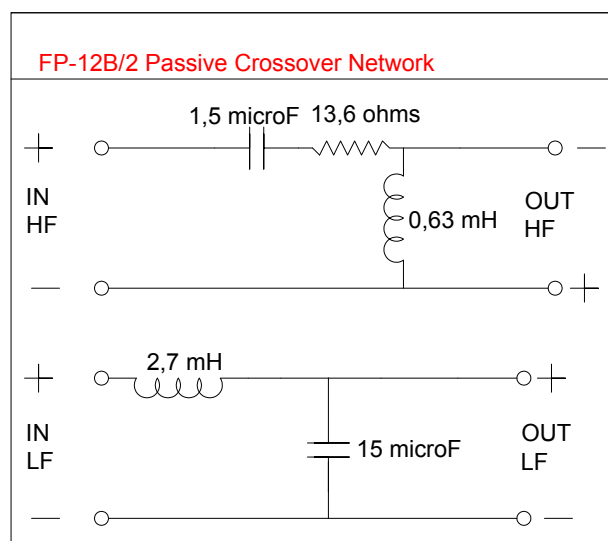 FP-12B/2 Passive Crossover Network
1,5 microF 13,6 ohms
+ −
IN OUT
HF 0,63 mH HF
− +
2,7 mH
+ +
IN OUT
LF 15 microF LF
− −